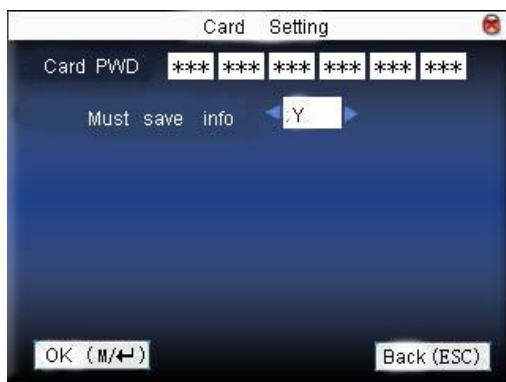 Card Setting
Card PWD *** *** *** *** *** ***
Must save info Y
OK (M/↵) Back (ESC)